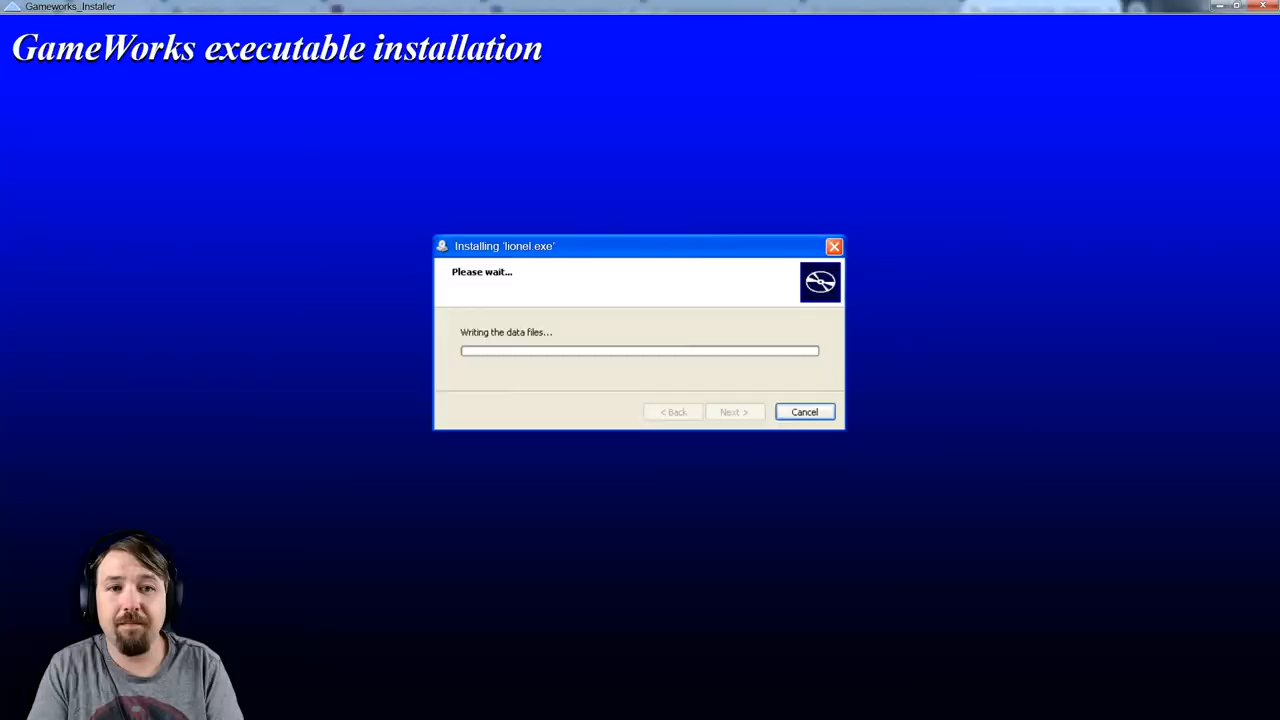 Gameworks_Installer
GameWorks executable installation
Installing 'lionel.exe'
Please wait...
Writing the data files...
< Back
Next >
Cancel